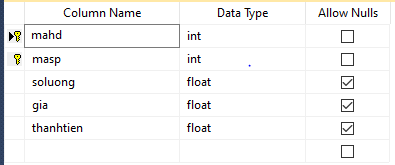 Column Name Data Type Allow Nulls
mahd int
masp int
soluong float
gia float
thanhtien float